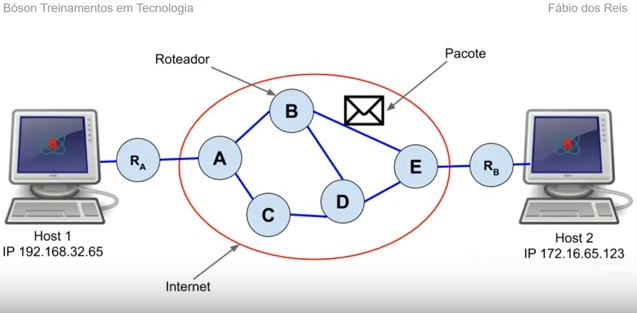 Bóson Treinamentos em Tecnologia
Fábio dos Reis
Roteador
Pacote
B
R_A
A
E
R_B
C
D
Host 1
IP 192.168.32.65
Host 2
IP 172.16.65.123
Internet